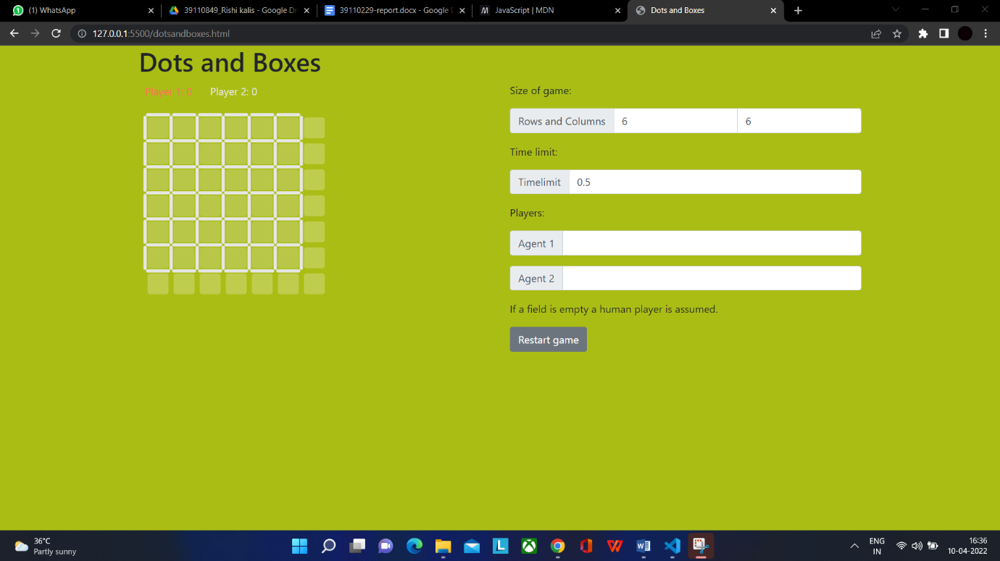 (1) WhatsApp
39110849_Rishi kalis - Google Dr
39110229-report.docx - Google D
JavaScript | MDN
Dots and Boxes
127.0.0.1:5500/dotsandboxes.html
Dots and Boxes
Player 1: 0 Player 2: 0
Size of game:
Rows and Columns 6 6
Time limit:
Timelimit 0.5
Players:
Agent 1
Agent 2
If a field is empty a human player is assumed.
Restart game
36°C
Partly sunny
ENG
IN
16:36
10-04-2022